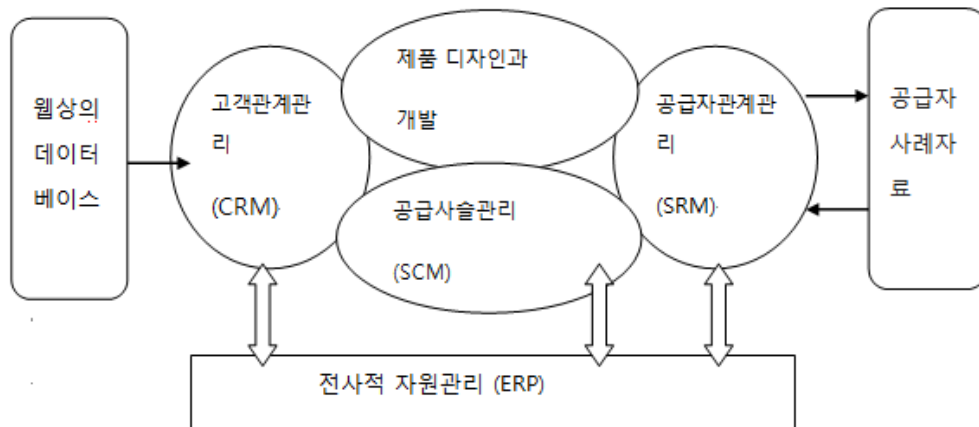 웹상의
데이터
베이스
고객관계관
리
(CRM)
제품 디자인과
개발
공급사슬관리
(SCM)
공급자관계관
리
(SRM)
공급자
사례자
료
전사적 자원관리 (ERP)